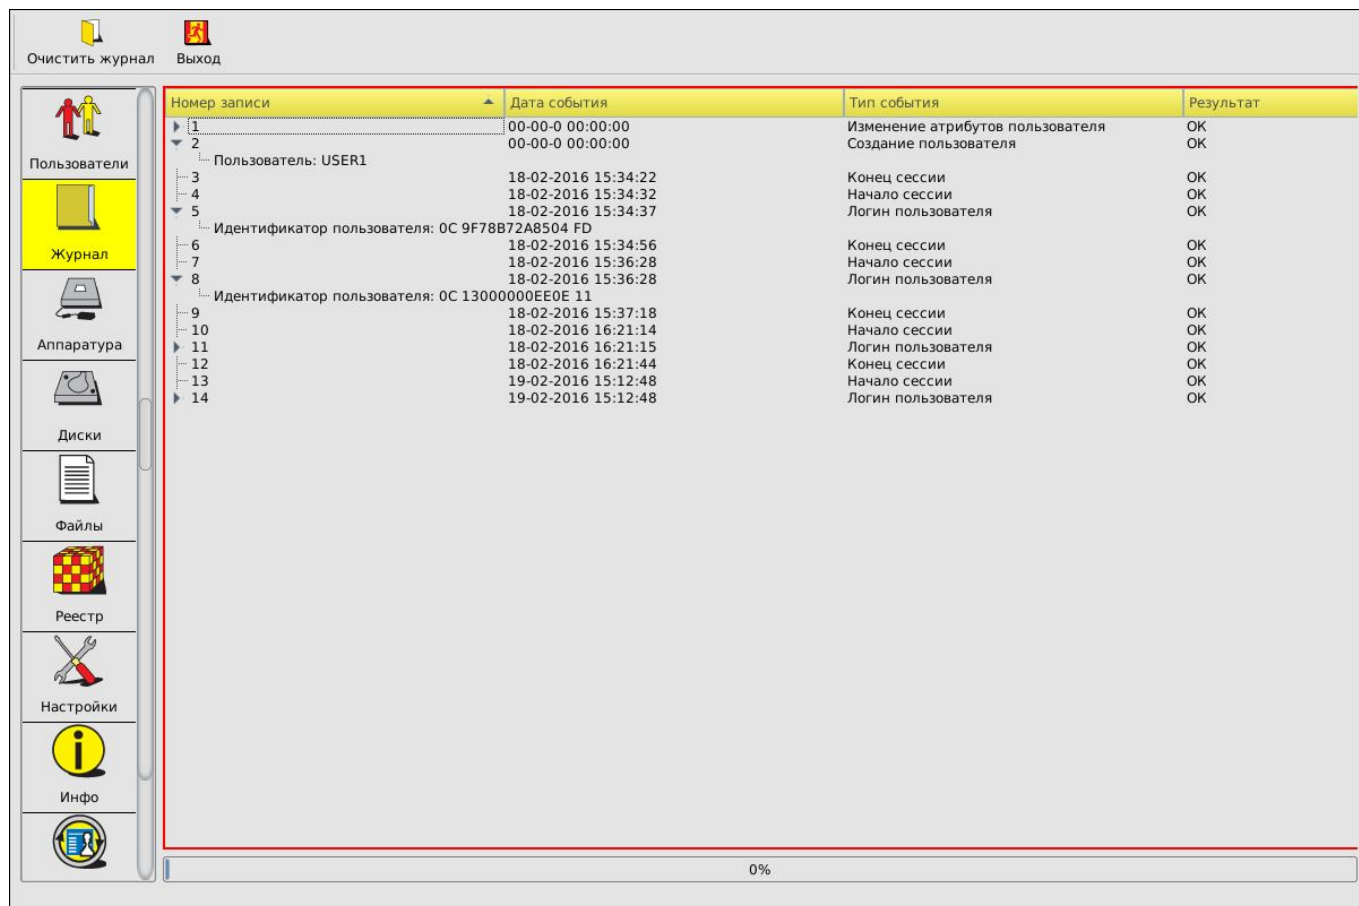 Очистить журнал Выход
Номер записи Дата события Тип события Результат
1 00-00-0 00:00:00 Изменение атрибутов пользователя OK
2 00-00-0 00:00:00 Создание пользователя OK
Пользователь: USER1
3 18-02-2016 15:34:22 Конец сессии OK
4 18-02-2016 15:34:32 Начало сессии OK
5 18-02-2016 15:34:37 Логин пользователя OK
Идентификатор пользователя: 0C 9F78B72A8504 FD
6 18-02-2016 15:34:56 Конец сессии OK
7 18-02-2016 15:36:28 Начало сессии OK
8 18-02-2016 15:36:28 Логин пользователя OK
Идентификатор пользователя: 0C 13000000EE0E 11
9 18-02-2016 15:37:18 Конец сессии OK
10 18-02-2016 16:21:14 Начало сессии OK
11 18-02-2016 16:21:15 Логин пользователя OK
12 18-02-2016 16:21:44 Конец сессии OK
13 19-02-2016 15:12:48 Начало сессии OK
14 19-02-2016 15:12:48 Логин пользователя OK
Пользователи
Журнал
Аппаратура
Диски
Файлы
Реестр
Настройки
Инфо
0%